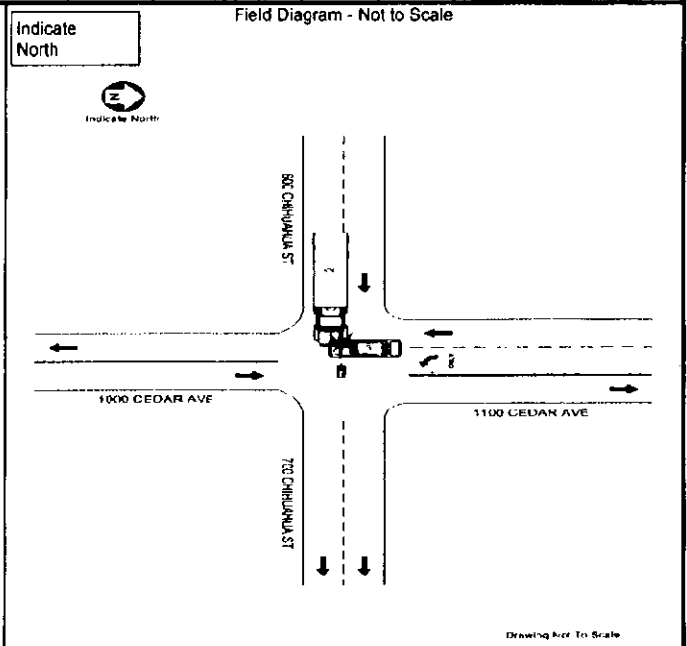 Field Diagram - Not to Scale
Indicate
North
N
Indicate North
600 CHIHUAHUA ST
2
1000 CEDAR AVE
1100 CEDAR AVE
700 CHIHUAHUA ST
Drawing Not To Scale